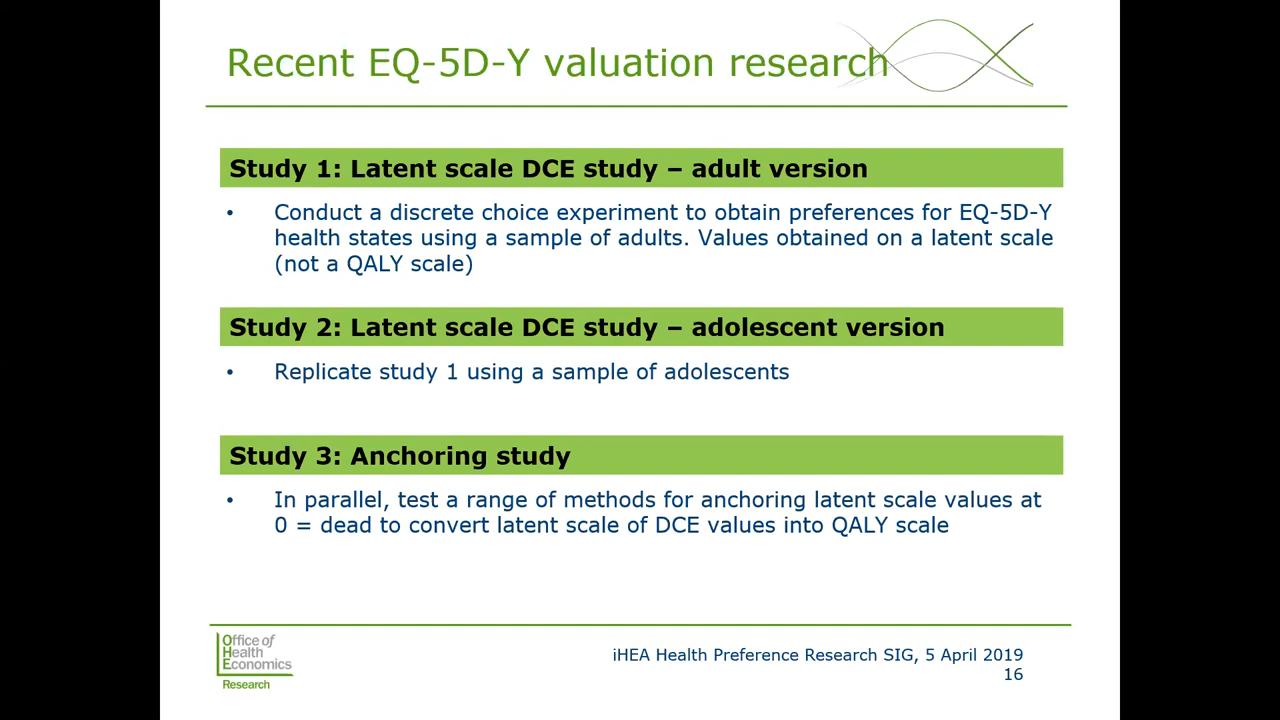 Recent EQ-5D-Y valuation research
Study 1: Latent scale DCE study – adult version
• Conduct a discrete choice experiment to obtain preferences for EQ-5D-Y
health states using a sample of adults. Values obtained on a latent scale
(not a QALY scale)
Study 2: Latent scale DCE study – adolescent version
• Replicate study 1 using a sample of adolescents
Study 3: Anchoring study
• In parallel, test a range of methods for anchoring latent scale values at
0 = dead to convert latent scale of DCE values into QALY scale
Office of
Health
Economics
Research
iHEA Health Preference Research SIG, 5 April 2019
16